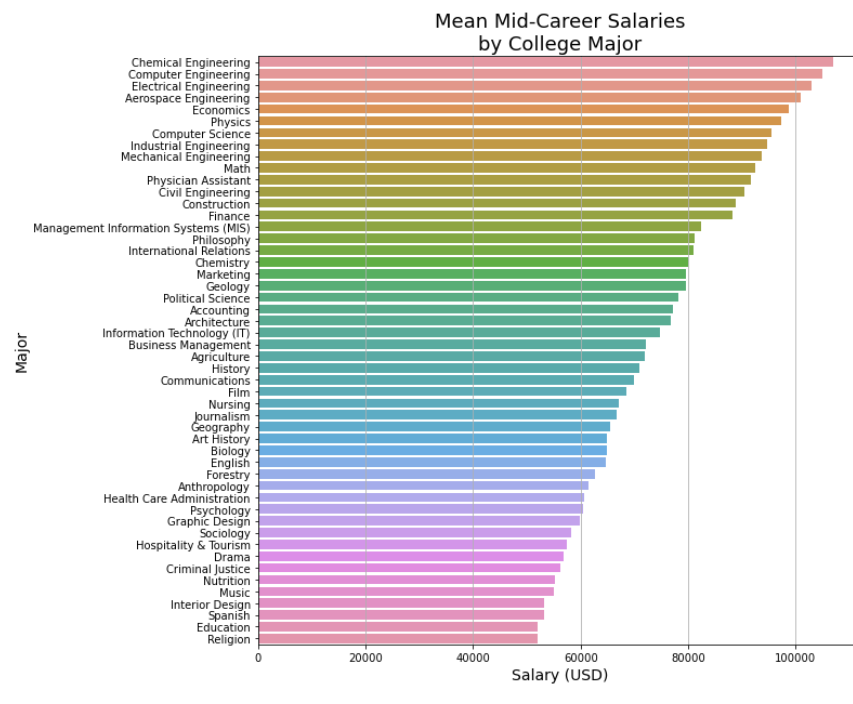 Mean Mid-Career Salaries
by College Major
Chemical Engineering
Computer Engineering
Electrical Engineering
Aerospace Engineering
Economics
Physics
Computer Science
Industrial Engineering
Mechanical Engineering
Math
Physician Assistant
Civil Engineering
Construction
Finance
Management Information Systems (MIS)
Philosophy
International Relations
Chemistry
Marketing
Geology
Political Science
Accounting
Architecture
Information Technology (IT)
Business Management
Agriculture
History
Communications
Film
Nursing
Journalism
Geography
Art History
Biology
English
Forestry
Anthropology
Health Care Administration
Psychology
Graphic Design
Sociology
Hospitality & Tourism
Drama
Criminal Justice
Nutrition
Music
Interior Design
Spanish
Education
Religion
Major
0 20000 40000 60000 80000 100000
Salary (USD)